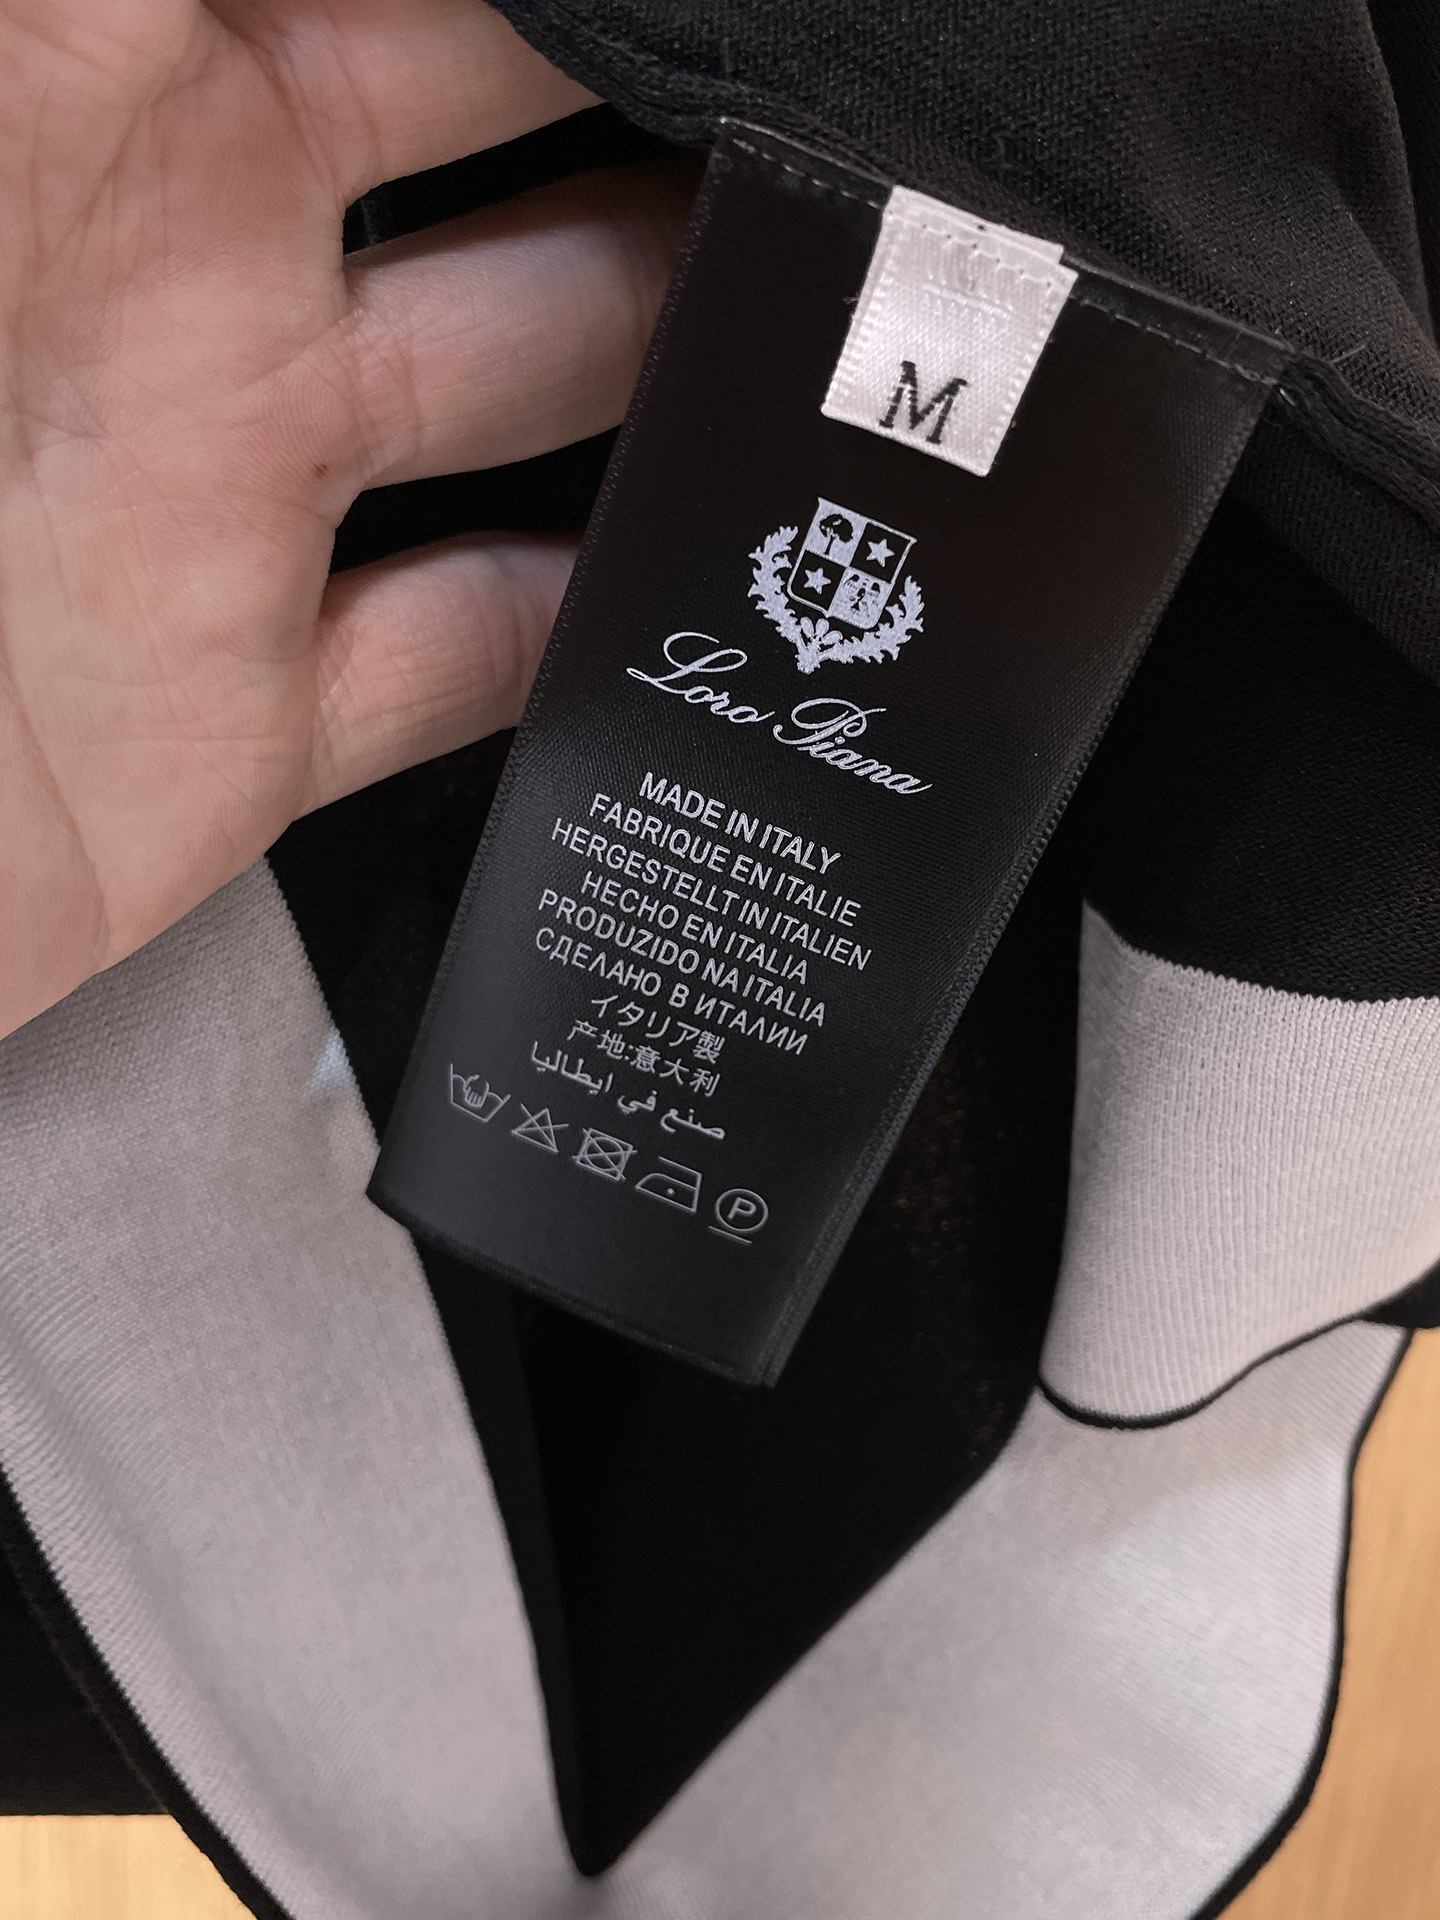 M
Loro Piana
MADE IN ITALY
FABRIQUE EN ITALIE
HERGESTELLT IN ITALIEN
HECHO EN ITALIA
PRODUZIDO NA ITALIA
СДЕЛАНО В ИТАЛИИ
イタリア製
产地:意大利
صنع في ايطاليا
P